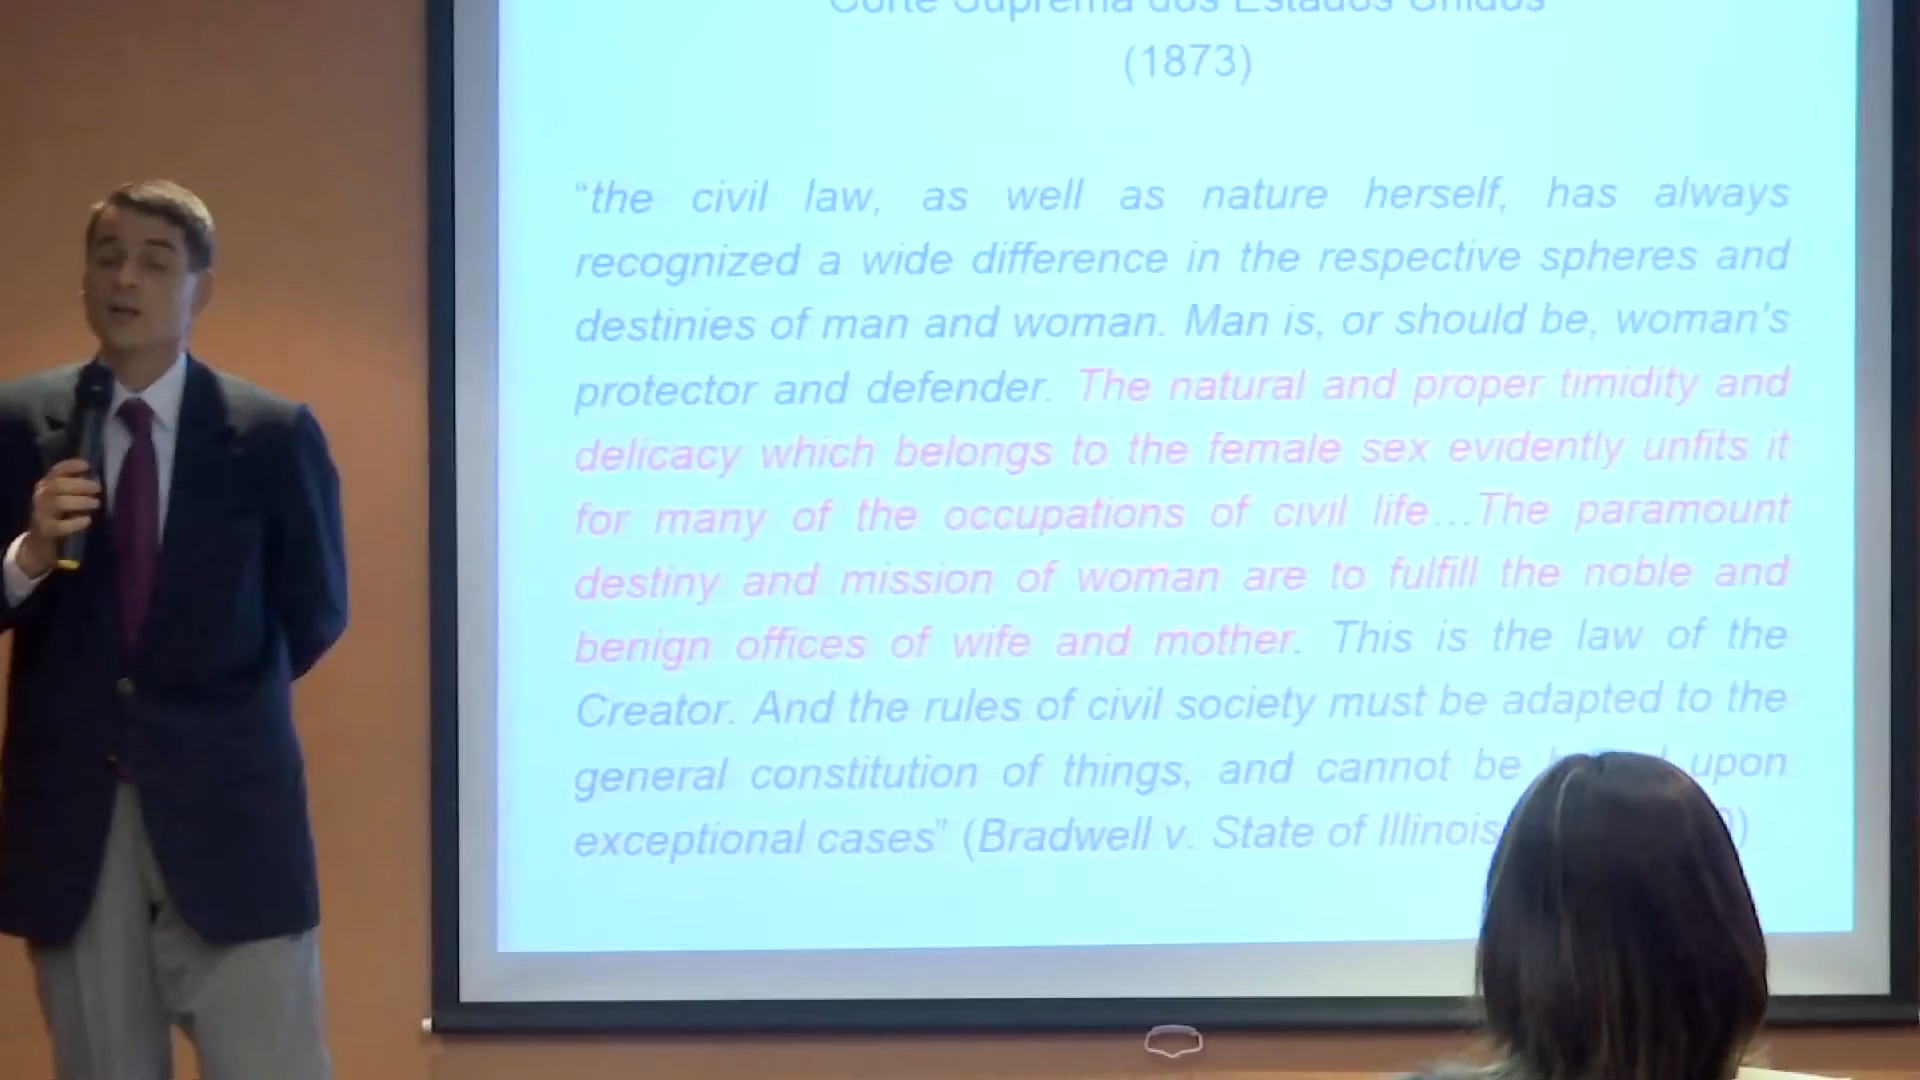 Corte Suprema dos Estados Unidos
(1873)
“the civil law, as well as nature herself, has always
recognized a wide difference in the respective spheres and
destinies of man and woman. Man is, or should be, woman's
protector and defender. The natural and proper timidity and
delicacy which belongs to the female sex evidently unfits it
for many of the occupations of civil life...The paramount
destiny and mission of woman are to fulfill the noble and
benign offices of wife and mother. This is the law of the
Creator. And the rules of civil society must be adapted to the
general constitution of things, and cannot be upon
exceptional cases” (Bradwell v. State of Illinois